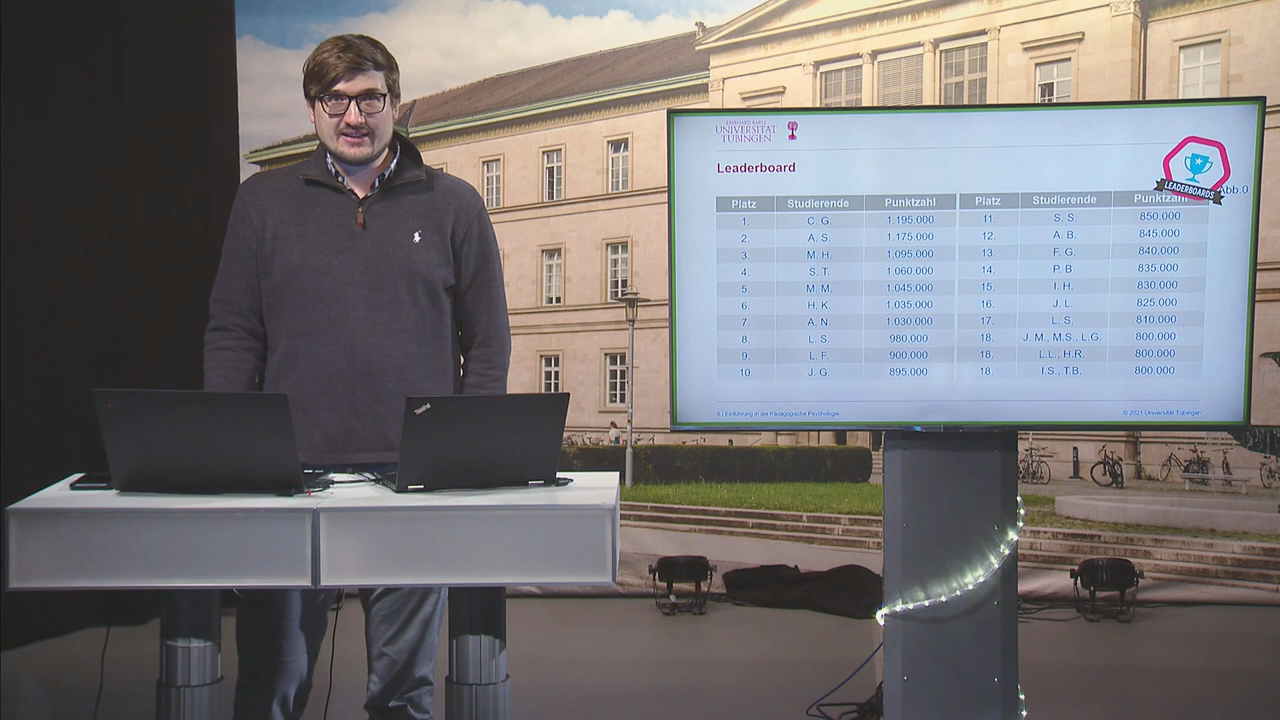 EBERHARD KARLS
UNIVERSITÄT
TÜBINGEN
Leaderboard
LEADERBOARDS
Abb.0
Platz Studierende Punktzahl Platz Studierende Punktzahl
1. C. G. 1.195.000 11. S. S. 850.000
2. A. S. 1.175.000 12. A. B. 845.000
3. M. H. 1.095.000 13. F. G. 840.000
4. S. T. 1.060.000 14. P. B. 835.000
5. M. M. 1.045.000 15. I. H. 830.000
6. H. K. 1.035.000 16. J. L. 825.000
7. A. N. 1.030.000 17. L. S. 810.000
8. L. S. 980.000 18. J. M., M.S., L.G. 800.000
9. L. F. 900.000 18. L.L., H.R. 800.000
10. J. G. 895.000 18. I.S., T.B. 800.000
6 | Einführung in die Pädagogische Psychologie © 2021 Universität Tübingen
ThinkPad